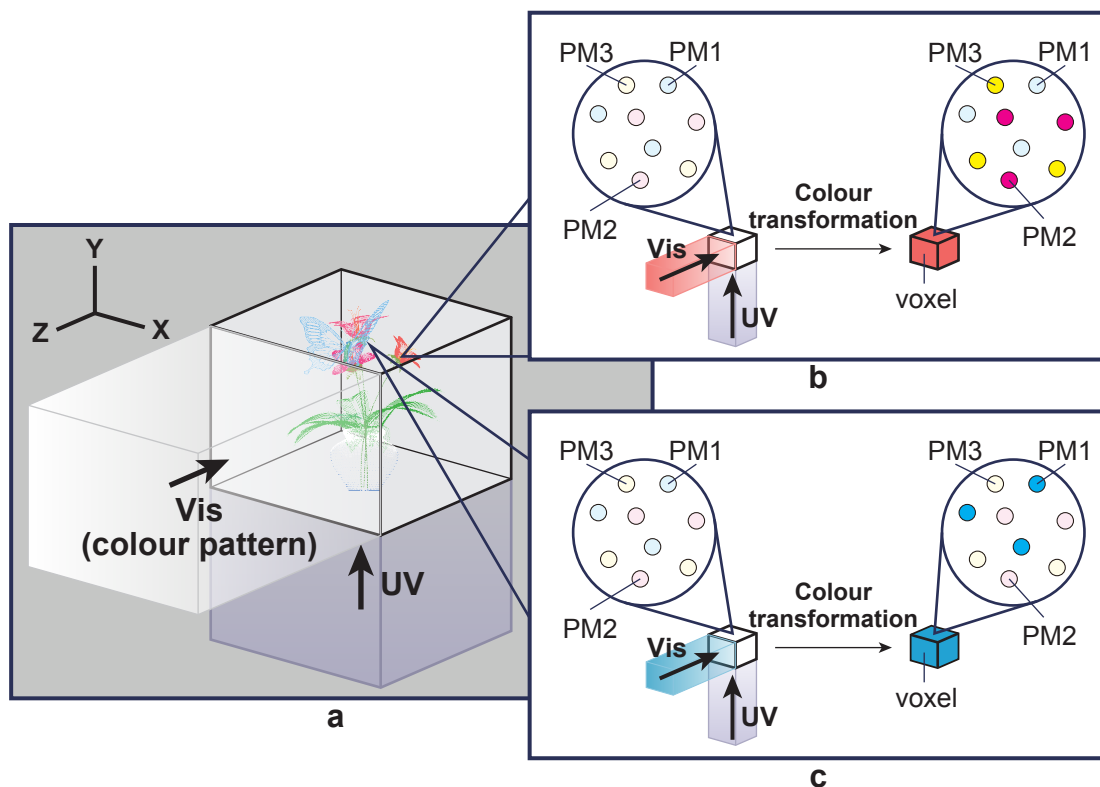 Y
Z
X
Vis
(colour pattern)
UV
a
PM3
PM1
PM2
Vis
UV
Colour
transformation
PM3
PM1
PM2
voxel
b
PM3
PM1
PM2
Vis
UV
Colour
transformation
PM3
PM1
PM2
voxel
c